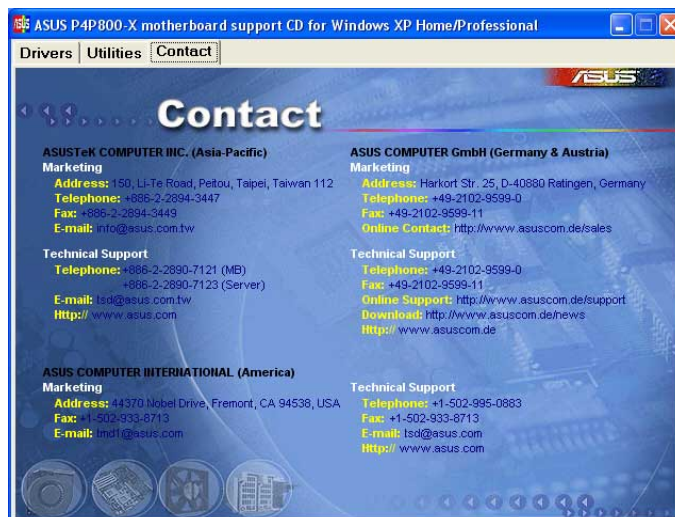 ASUS P4P800-X motherboard support CD for Windows XP Home/Professional
Drivers Utilities Contact
ASUS
Contact
ASUSTeK COMPUTER INC. (Asia-Pacific)
Marketing
Address: 150, Li-Te Road, Peitou, Taipei, Taiwan 112
Telephone: +886-2-2894-3447
Fax: +886-2-2894-3449
E-mail: info@asus.com.tw
Technical Support
Telephone: +886-2-2890-7121 (MB)
+886-2-2890-7123 (Server)
E-mail: tsd@asus.com.tw
Http:// www.asus.com
ASUS COMPUTER GmbH (Germany & Austria)
Marketing
Address: Harkort Str. 25, D-40880 Ratingen, Germany
Telephone: +49-2102-9599-0
Fax: +49-2102-9599-11
Online Contact: http://www.asuscom.de/sales
Technical Support
Telephone: +49-2102-9599-0
Fax: +49-2102-9599-11
Online Support: http://www.asuscom.de/support
Download: http://www.asuscom.de/news
Http:// www.asuscom.de
ASUS COMPUTER INTERNATIONAL (America)
Marketing
Address: 44370 Nobel Drive, Fremont, CA 94538, USA
Fax: +1-502-933-8713
E-mail: tmd1@asus.com
Technical Support
Telephone: +1-502-995-0883
Fax: +1-502-933-8713
E-mail: tsd@asus.com
Http:// www.asus.com